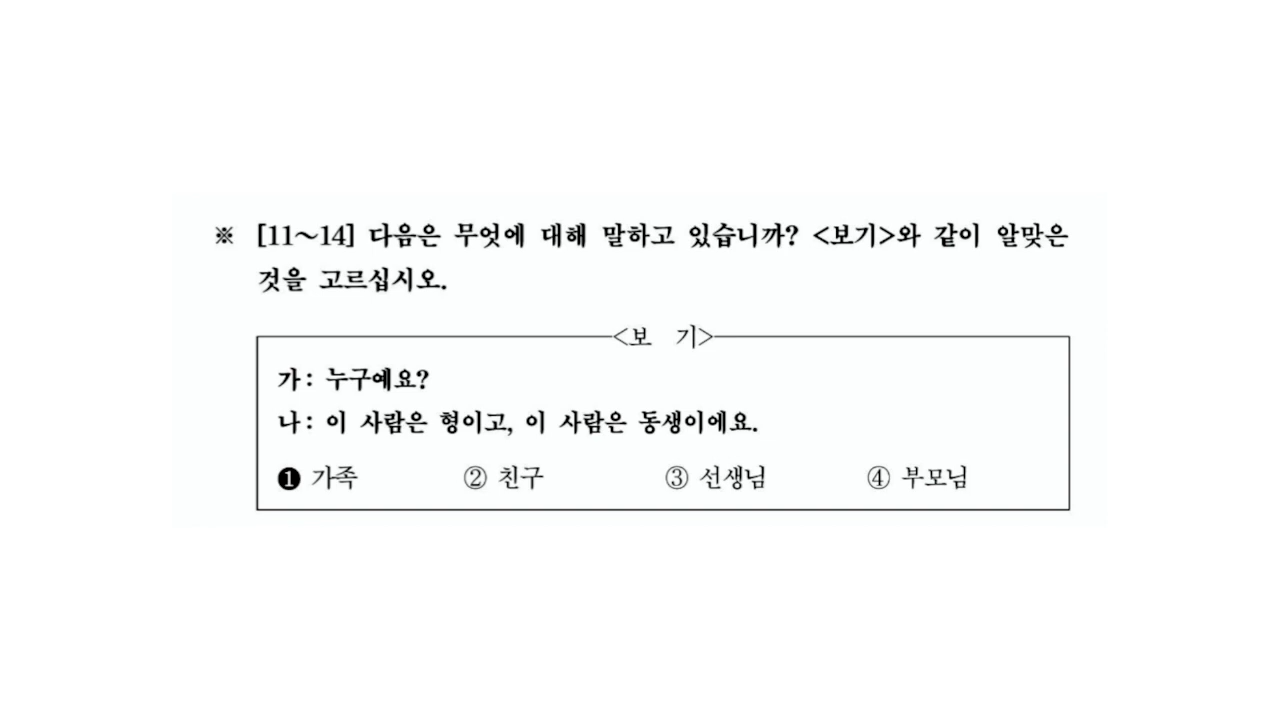 ※ [11~14] 다음은 무엇에 대해 말하고 있습니까? <보기>와 같이 알맞은
것을 고르십시오.
<보 기>
가: 누구예요?
나: 이 사람은 형이고, 이 사람은 동생이에요.
❶ 가족 ② 친구 ③ 선생님 ④ 부모님